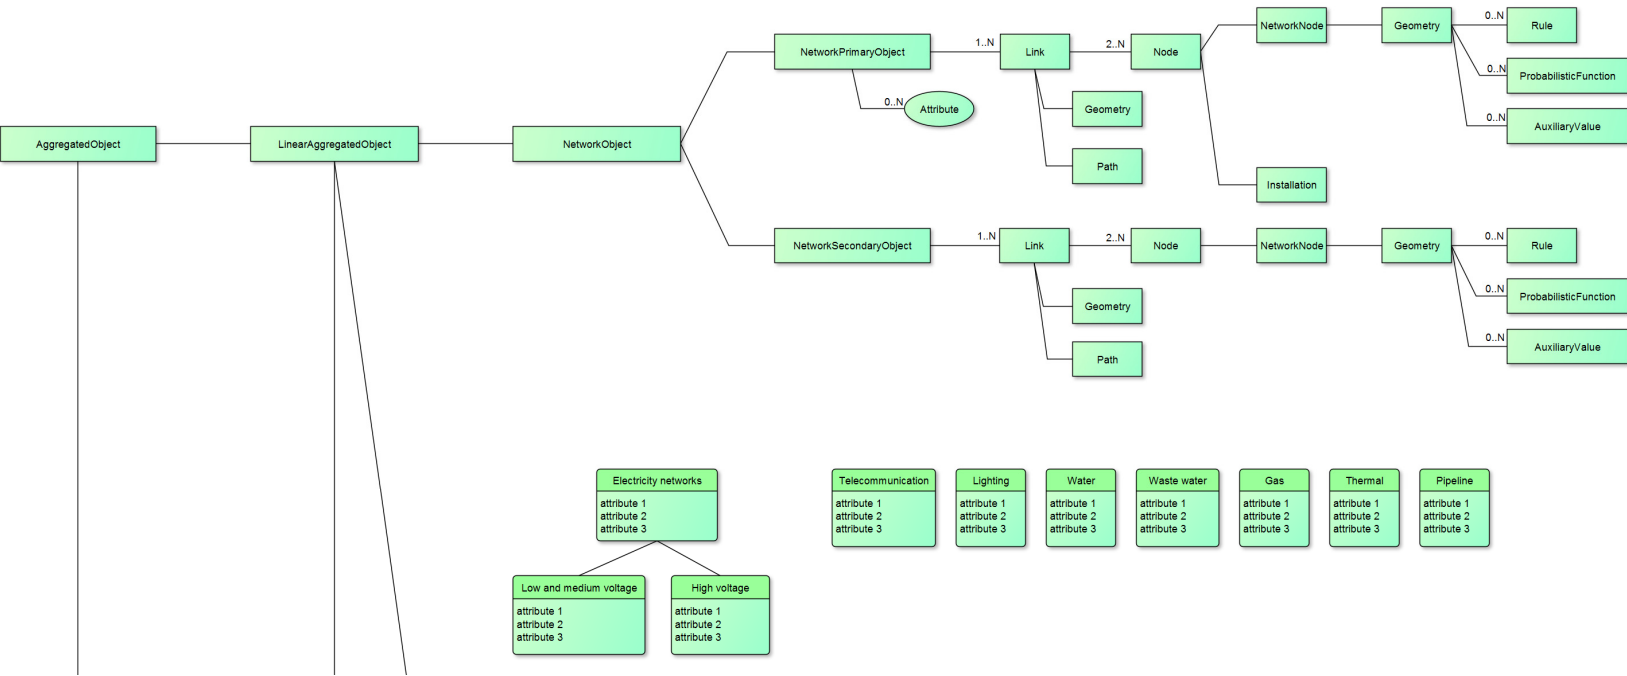 NetworkNode
Geometry
0..N
Rule
NetworkPrimaryObject
1..N
Link
2..N
Node
0..N
ProbabilisticFunction
0..N
Attribute
Geometry
0..N
AuxiliaryValue
AggregatedObject
LinearAggregatedObject
NetworkObject
Path
Installation
NetworkSecondaryObject
1..N
Link
2..N
Node
NetworkNode
Geometry
0..N
Rule
Geometry
0..N
ProbabilisticFunction
Path
0..N
AuxiliaryValue
Electricity networks
attribute 1
attribute 2
attribute 3
Telecommunication
attribute 1
attribute 2
attribute 3
Lighting
attribute 1
attribute 2
attribute 3
Water
attribute 1
attribute 2
attribute 3
Waste water
attribute 1
attribute 2
attribute 3
Gas
attribute 1
attribute 2
attribute 3
Thermal
attribute 1
attribute 2
attribute 3
Pipeline
attribute 1
attribute 2
attribute 3
Low and medium voltage
attribute 1
attribute 2
attribute 3
High voltage
attribute 1
attribute 2
attribute 3